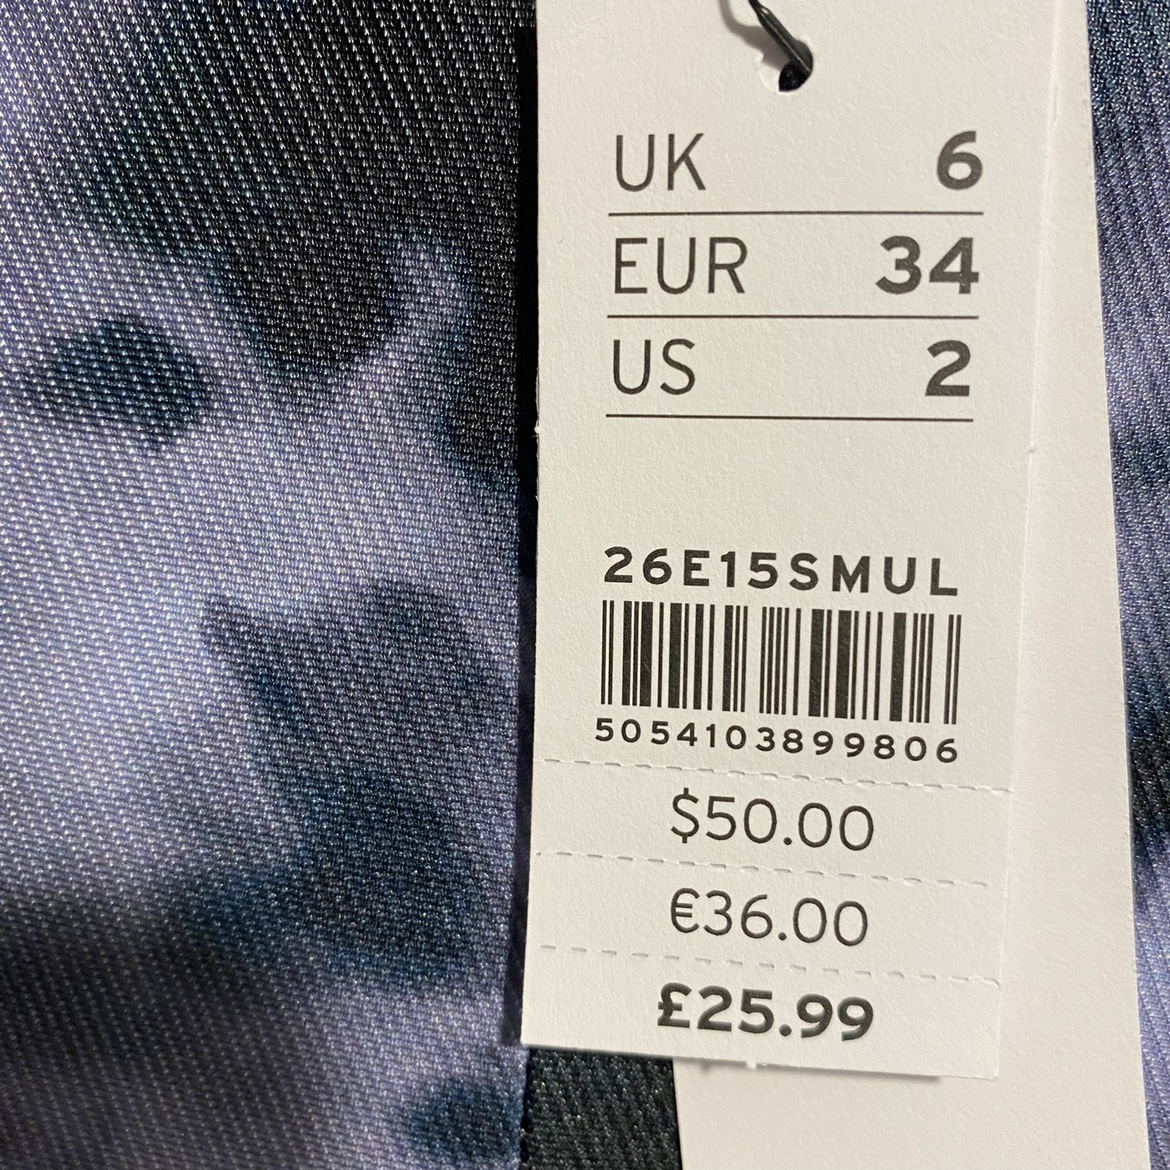 UK 6
EUR 34
US 2
26E15SMUL
5054103899806
$50.00
€36.00
£25.99